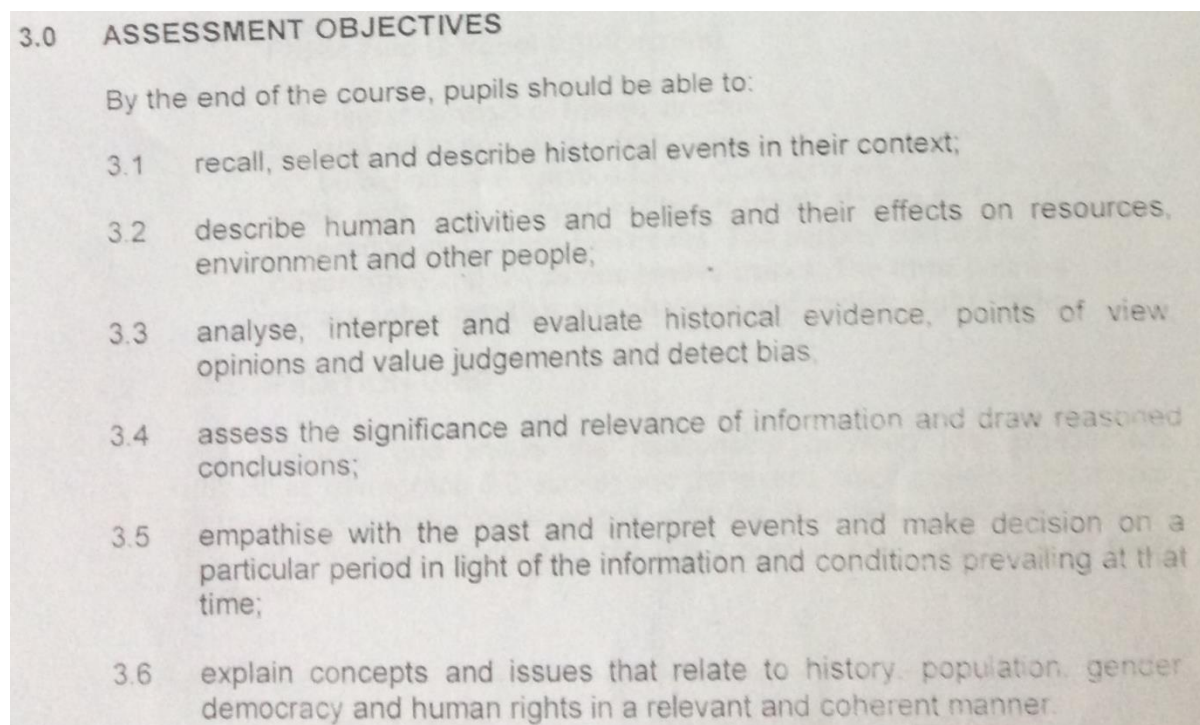 3.0 ASSESSMENT OBJECTIVES
By the end of the course, pupils should be able to:
3.1 recall, select and describe historical events in their context;
3.2 describe human activities and beliefs and their effects on resources,
environment and other people;
3.3 analyse, interpret and evaluate historical evidence, points of view
opinions and value judgements and detect bias;
3.4 assess the significance and relevance of information and draw reasoned
conclusions;
3.5 empathise with the past and interpret events and make decision on a
particular period in light of the information and conditions prevailing at that
time;
3.6 explain concepts and issues that relate to history, population, gender
democracy and human rights in a relevant and coherent manner.